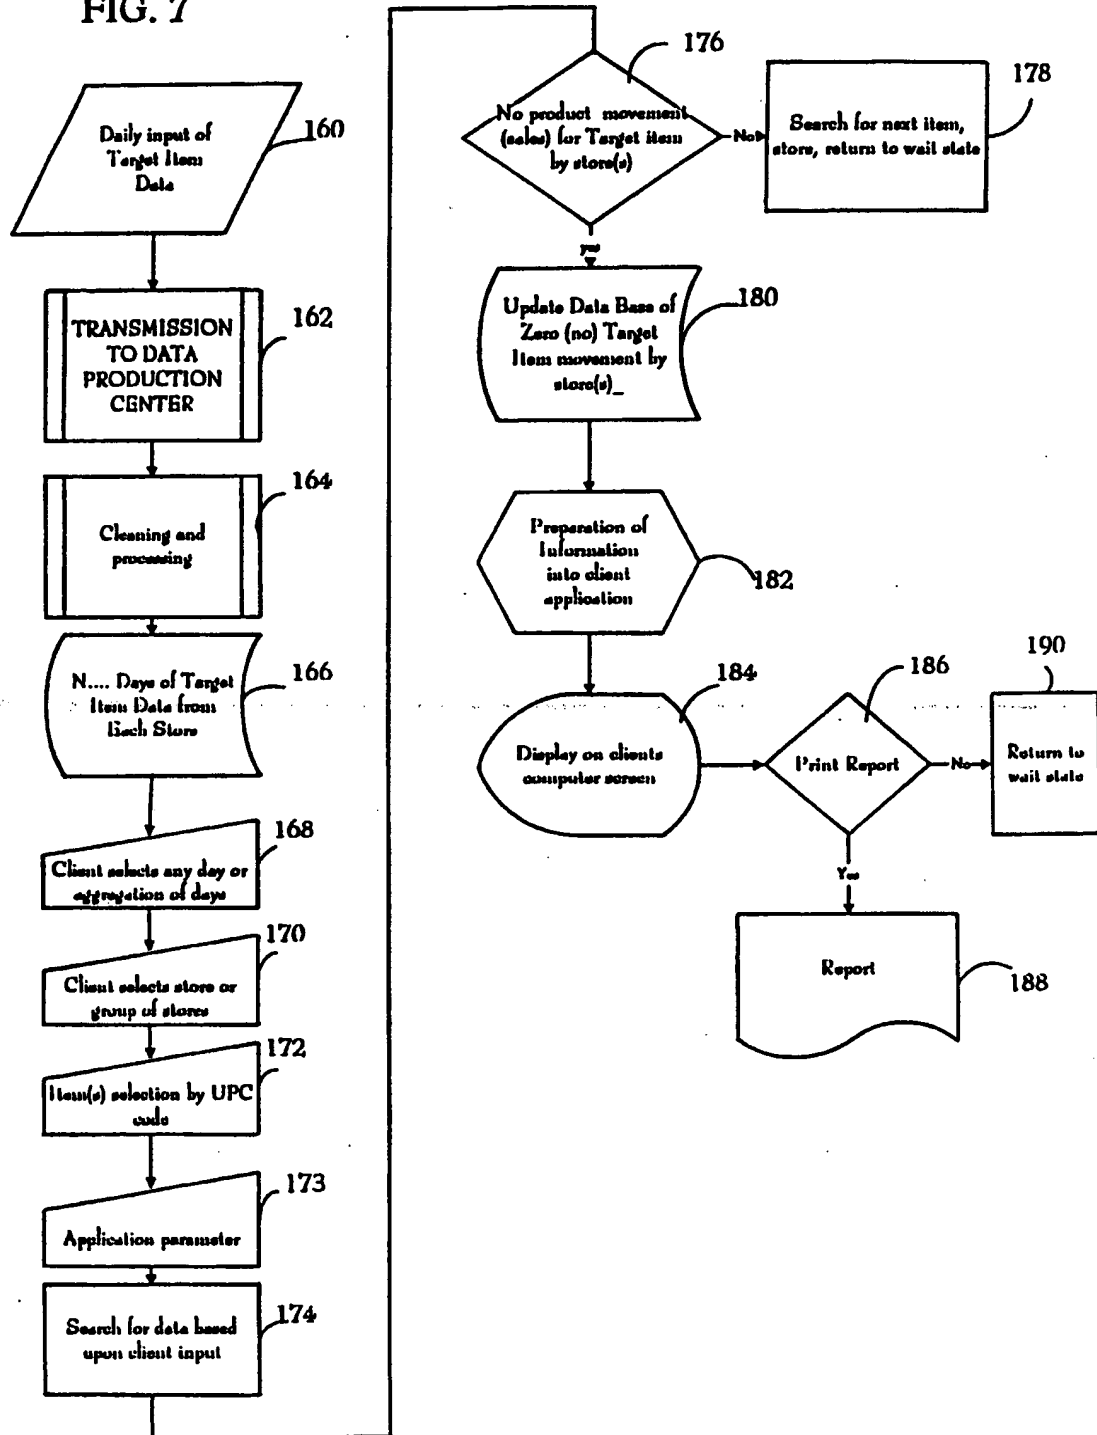 FIG. 7
Daily input of
Target Item
Data
160
TRANSMISSION
TO DATA
PRODUCTION
CENTER
162
Cleaning and
processing
164
N.... Days of Target
Item Data from
Each Store
166
Client selects any day or
aggregation of days
168
Client selects store or
group of stores
170
Item(s) selection by UPC
code
172
Application parameter
173
Search for data based
upon client input
174
No product movement
(sales) for Target item
by store(s)
176
No
Search for next item,
store, return to wait state
178
yes
Update Data Base of
Zero (no) Target
Item movement by
store(s)_
180
Preparation of
Information
into client
application
182
Display on clients
computer screen
184
Print Report
186
No
Return to
wait state
190
Yes
Report
188